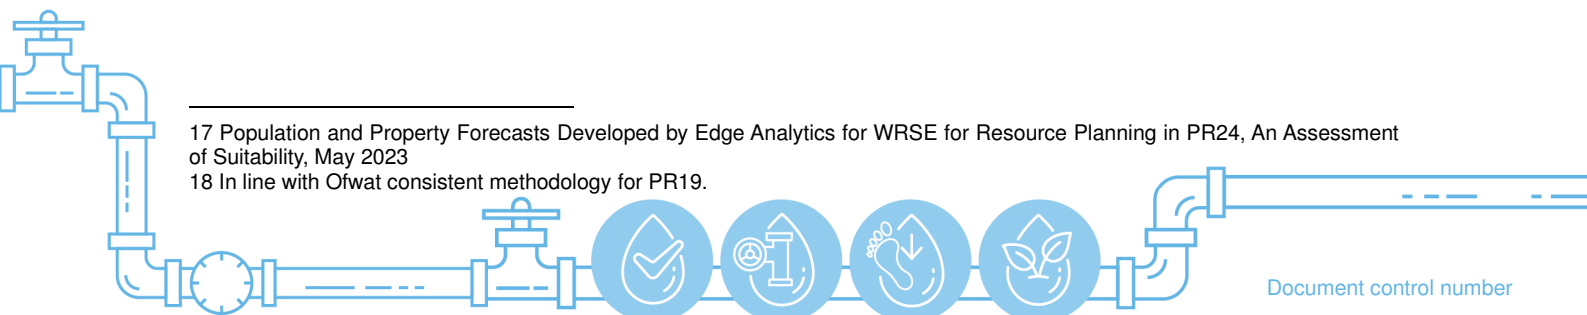 17 Population and Property Forecasts Developed by Edge Analytics for WRSE for Resource Planning in PR24, An Assessment
of Suitability, May 2023
18 In line with Ofwat consistent methodology for PR19.
Document control number